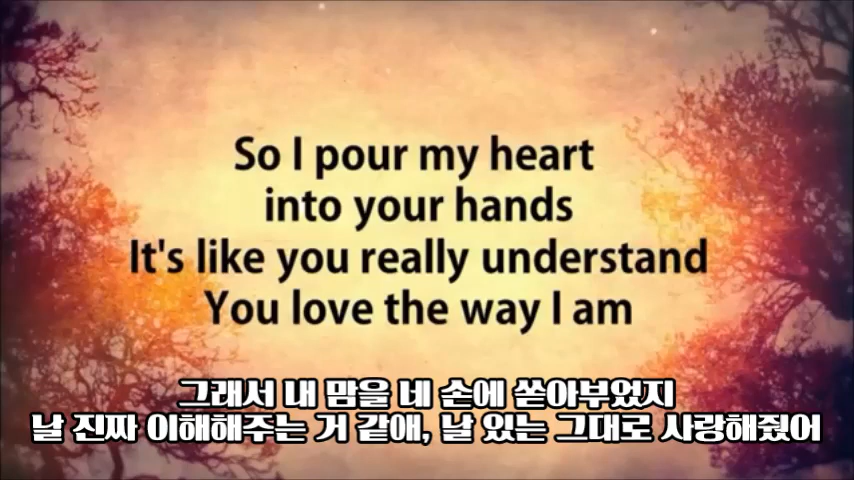 So I pour my heart
into your hands
It's like you really understand
You love the way I am
그래서 내 맘을 네 손에 쏟아부었지
날 진짜 이해해주는 거 같애, 날 있는 그대로 사랑해줬어